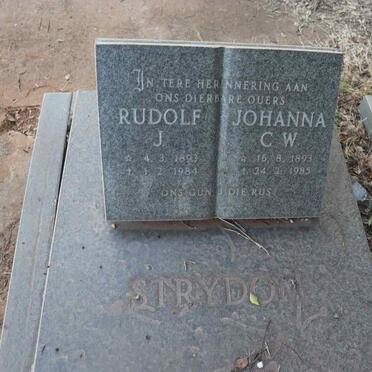 IN TERE HERINNERING AAN
ONS DIERBARE OUERS
RUDOLF J
☆ 4.3.1893
† 1.2.1984
JOHANNA C W
☆ 16.8.1893
† 24.2.1985
ONS GUN U DIE RUS
STRYDOM